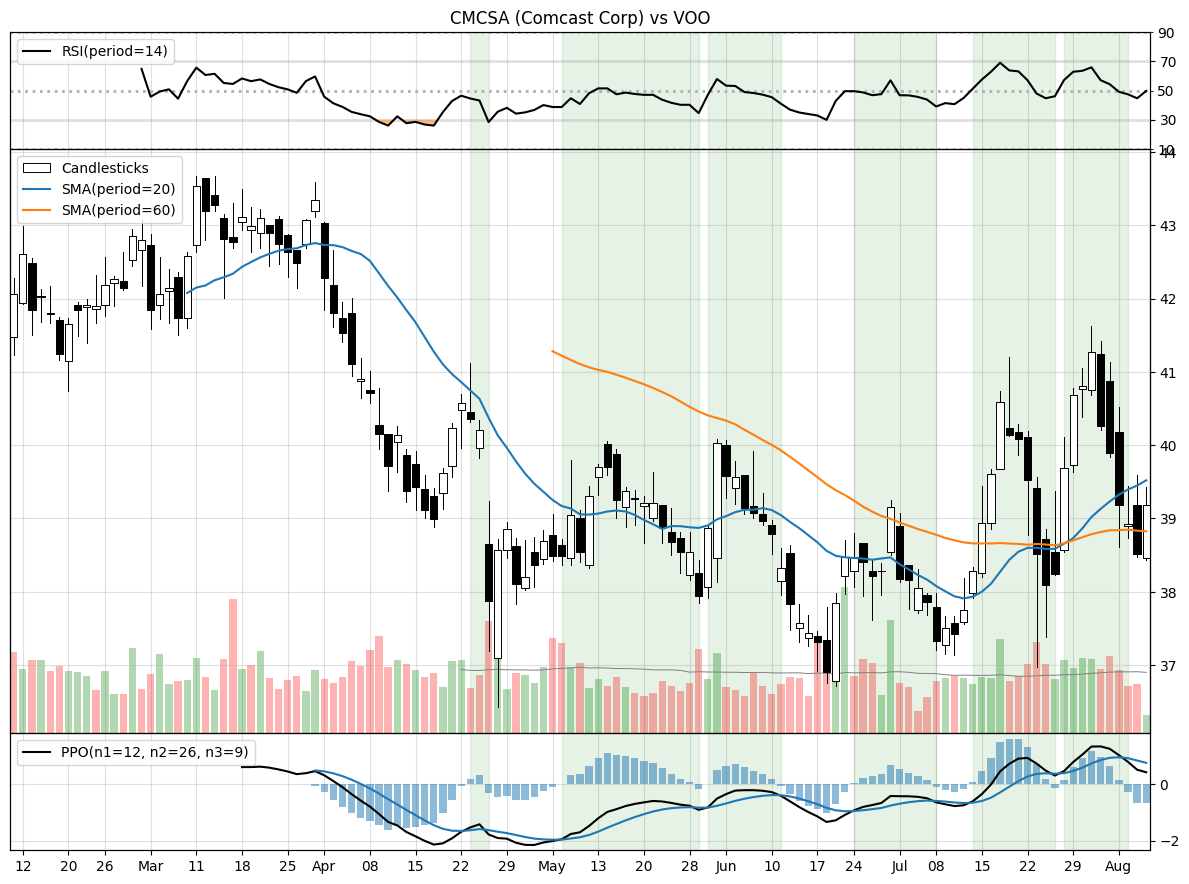 CMCSA (Comcast Corp) vs VOO
RSI(period=14)
90
70
50
30
10
Candlesticks
SMA(period=20)
SMA(period=60)
44
43
42
41
40
39
38
37
PPO(n1=12, n2=26, n3=9)
0
−2
12 20 26 Mar 11 18 25 Apr 08 15 22 29 May 13 20 28 Jun 10 17 24 Jul 08 15 22 29 Aug